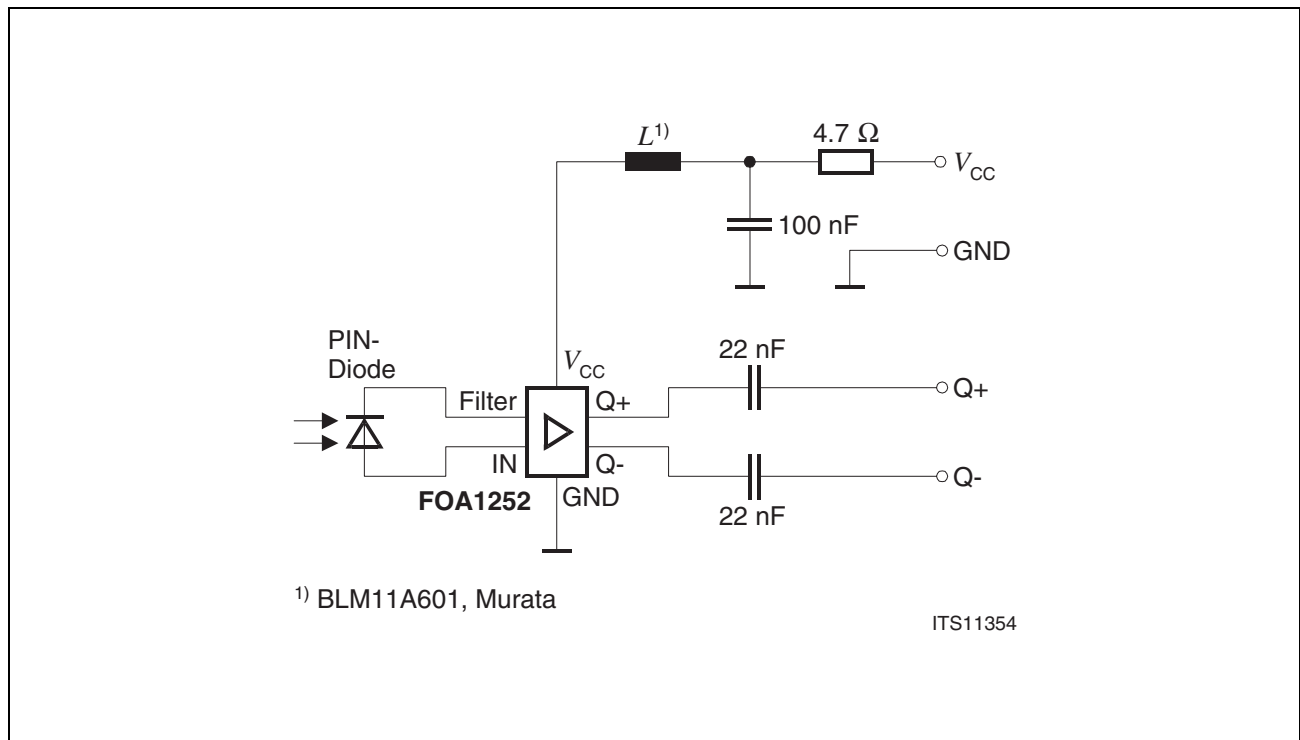 L1)
4.7 Ω
VCC
100 nF
GND
PIN-
Diode
VCC
22 nF
Filter
Q+
Q+
IN
Q-
Q-
FOA1252
GND
22 nF
1) BLM11A601, Murata
ITS11354